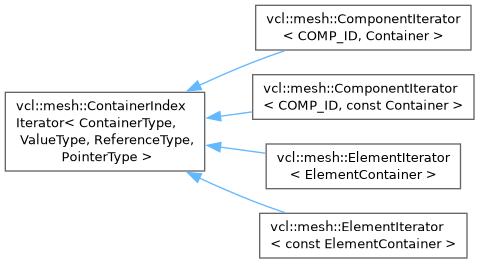 vcl::mesh::ComponentIterator
< COMP_ID, Container >
vcl::mesh::ComponentIterator
< COMP_ID, const Container >
vcl::mesh::ContainerIndex
Iterator< ContainerType,
ValueType, ReferenceType,
PointerType >
vcl::mesh::ElementIterator
< ElementContainer >
vcl::mesh::ElementIterator
< const ElementContainer >